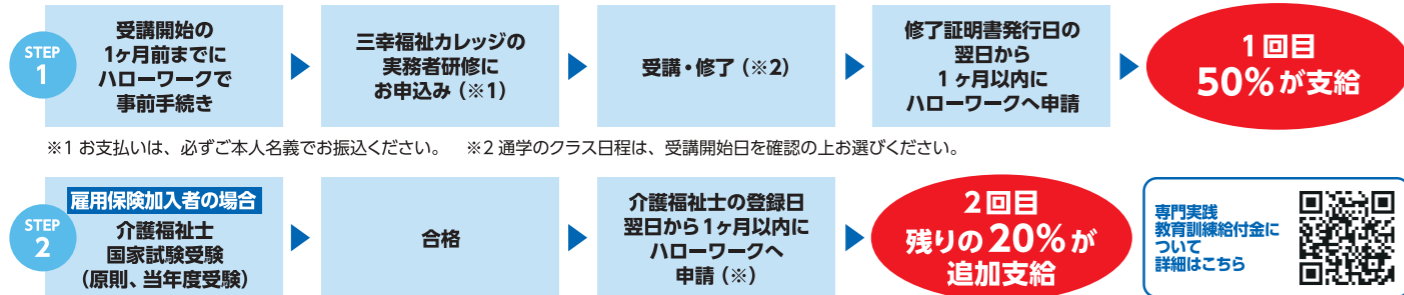 STEP
1
受講開始の
1ヶ月前までに
ハローワークで
事前手続き
三幸福祉カレッジの
実務者研修に
お申込み（※1）
受講・修了（※2）
修了証明書発行日の
翌日から
1ヶ月以内に
ハローワークへ申請
1回目
50%が支給
※1 お支払いは、必ずご本人名義でお振込ください。 ※2 通学のクラス日程は、受講開始日を確認の上お選びください。
STEP
2
雇用保険加入者の場合
介護福祉士
国家試験受験
（原則、当年度受験）
合格
介護福祉士の登録日
翌日から1ヶ月以内に
ハローワークへ
申請（※）
2回目
残りの20%が
追加支給
専門実践
教育訓練給付金に
ついて
詳細はこちら